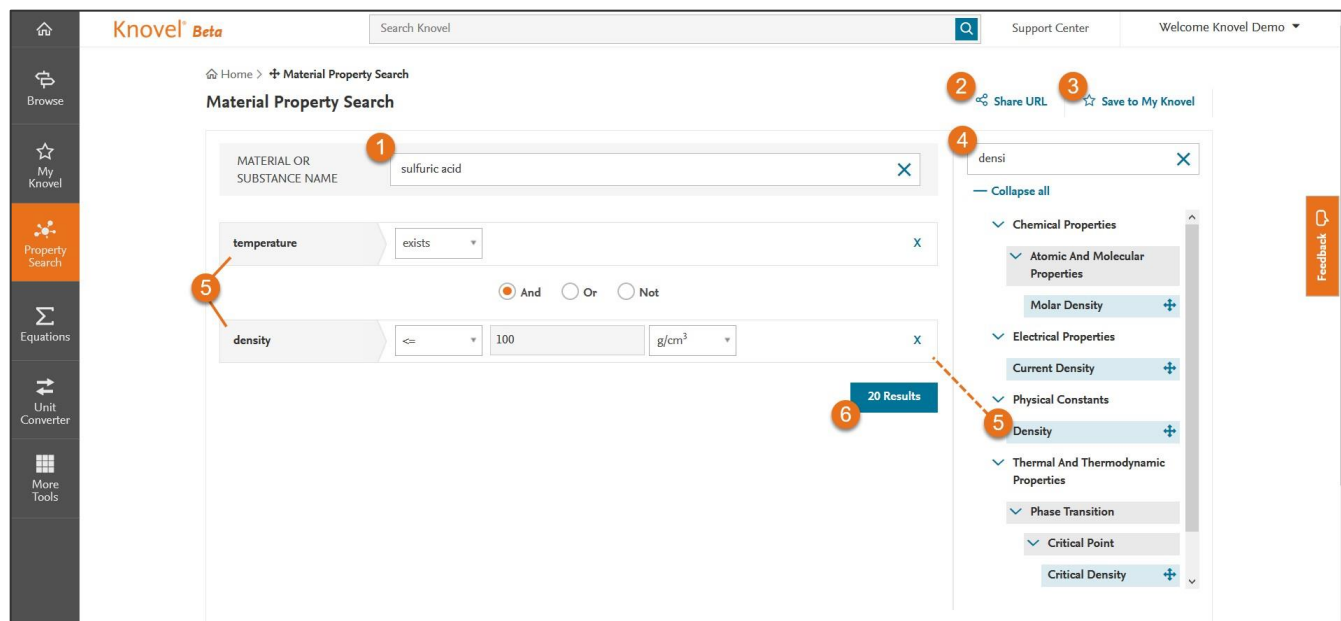 Knovel® Beta
Search Knovel
Support Center
Welcome Knovel Demo
Browse
My
Knovel
Property
Search
Equations
Unit
Converter
More
Tools
Home > Material Property Search
Material Property Search
2
Share URL
3
Save to My Knovel
1
MATERIAL OR
SUBSTANCE NAME
sulfuric acid
X
temperature
exists
X
5
And
Or
Not
density
<=
100
g/cm³
X
20 Results
6
4
densi
X
Collapse all
Chemical Properties
Atomic And Molecular
Properties
Molar Density
Electrical Properties
Current Density
Physical Constants
5
Density
Thermal And Thermodynamic
Properties
Phase Transition
Critical Point
Critical Density
Feedback